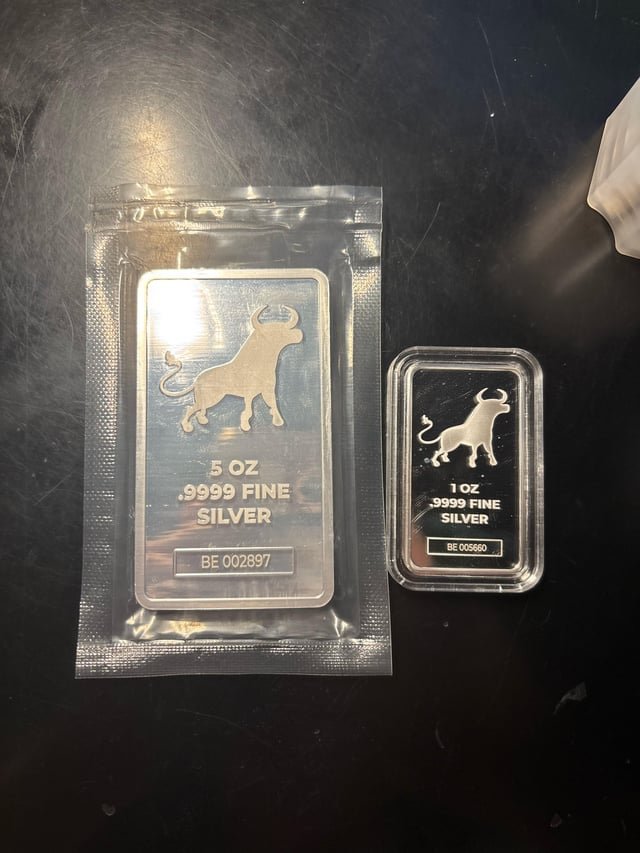 5 OZ
.9999 FINE
SILVER
BE 002897
1 OZ
.9999 FINE
SILVER
BE 005660